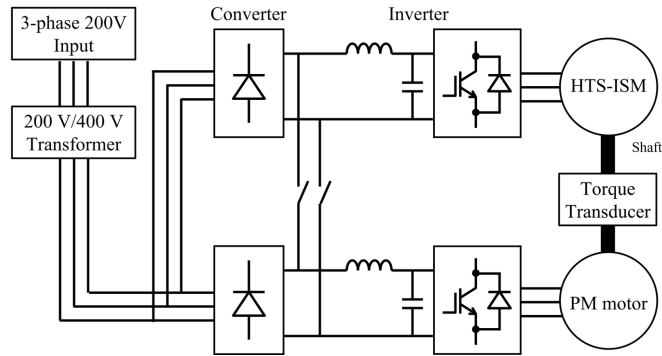 Converter
Inverter
3-phase 200V
Input
200 V/400 V
Transformer
HTS-ISM
Shaft
Torque
Transducer
PM motor